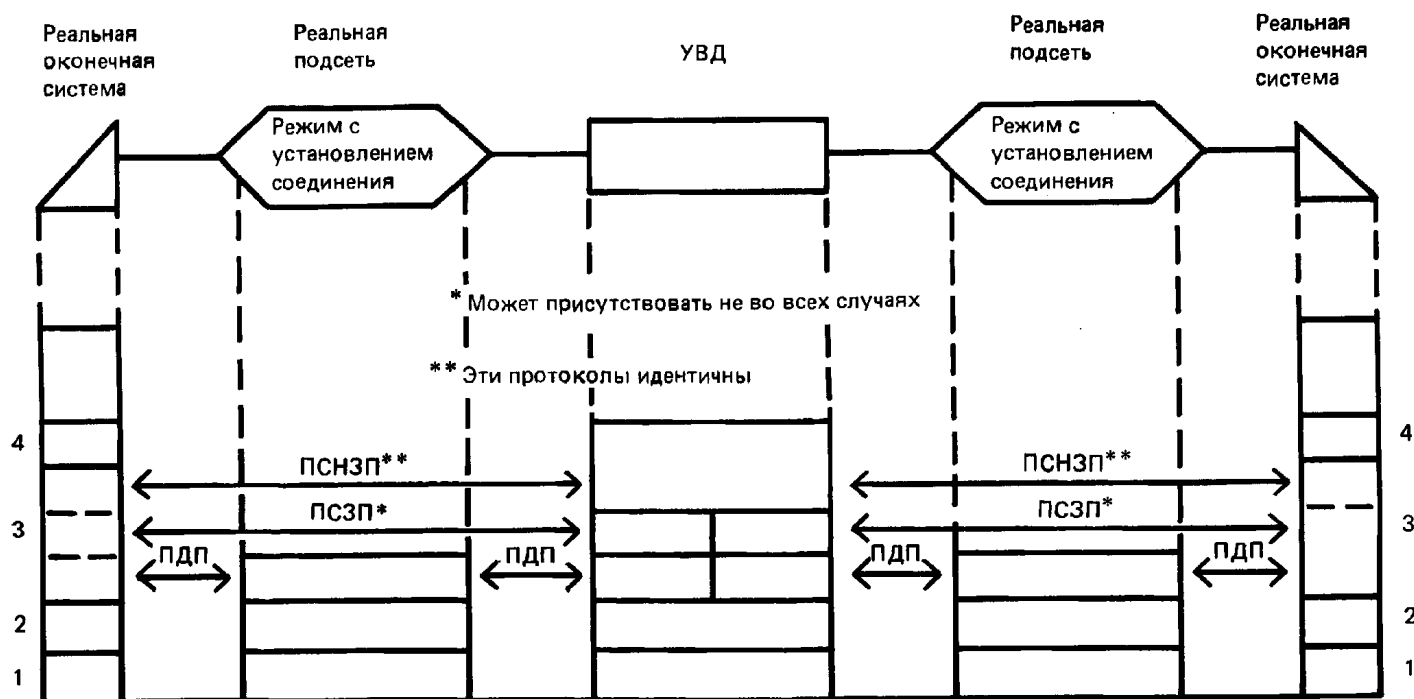 Реальная
оконечная
система
Реальная
подсеть
УВД
Реальная
подсеть
Реальная
оконечная
система
Режим с
установлением
соединения
Режим с
установлением
соединения
* Может присутствовать не во всех случаях
** Эти протоколы идентичны
4
ПСНЗП**
ПСНЗП**
4
3
ПСЗП*
ПСЗП*
3
ПДП
ПДП
ПДП
ПДП
2
2
1
1